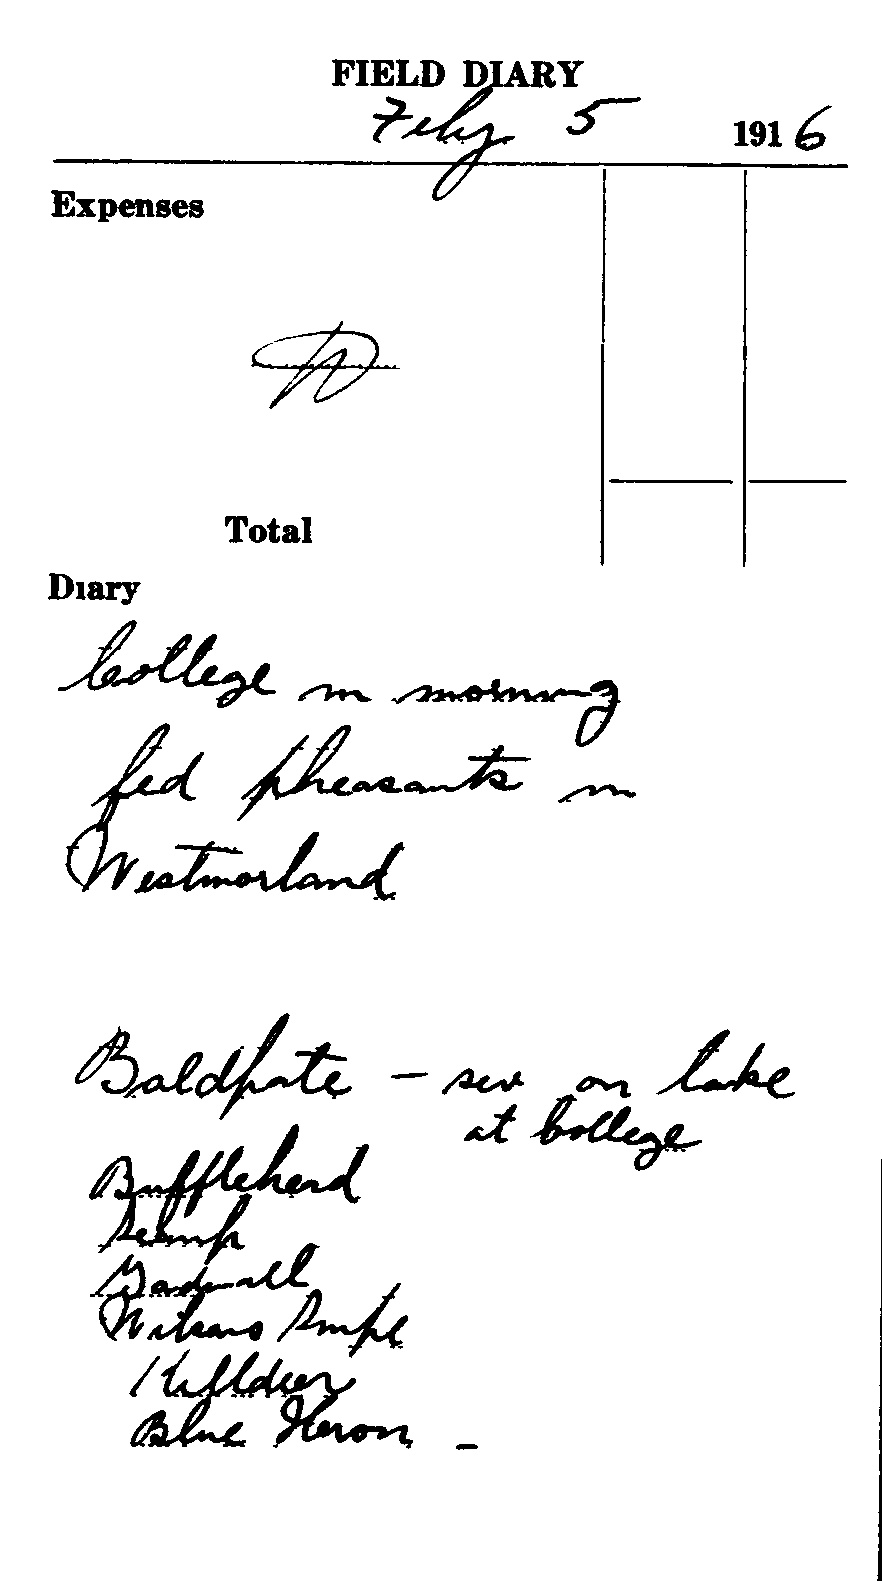 FIELD DIARY
Feby 5 1916
Expenses
Total
Diary
College in morning
fed pheasants in
Westmorland
Baldpate - sev on lake
at College
Bufflehead
Scaup
Gadwall
Wilsons Snipe
Killdeer
Blue Heron -